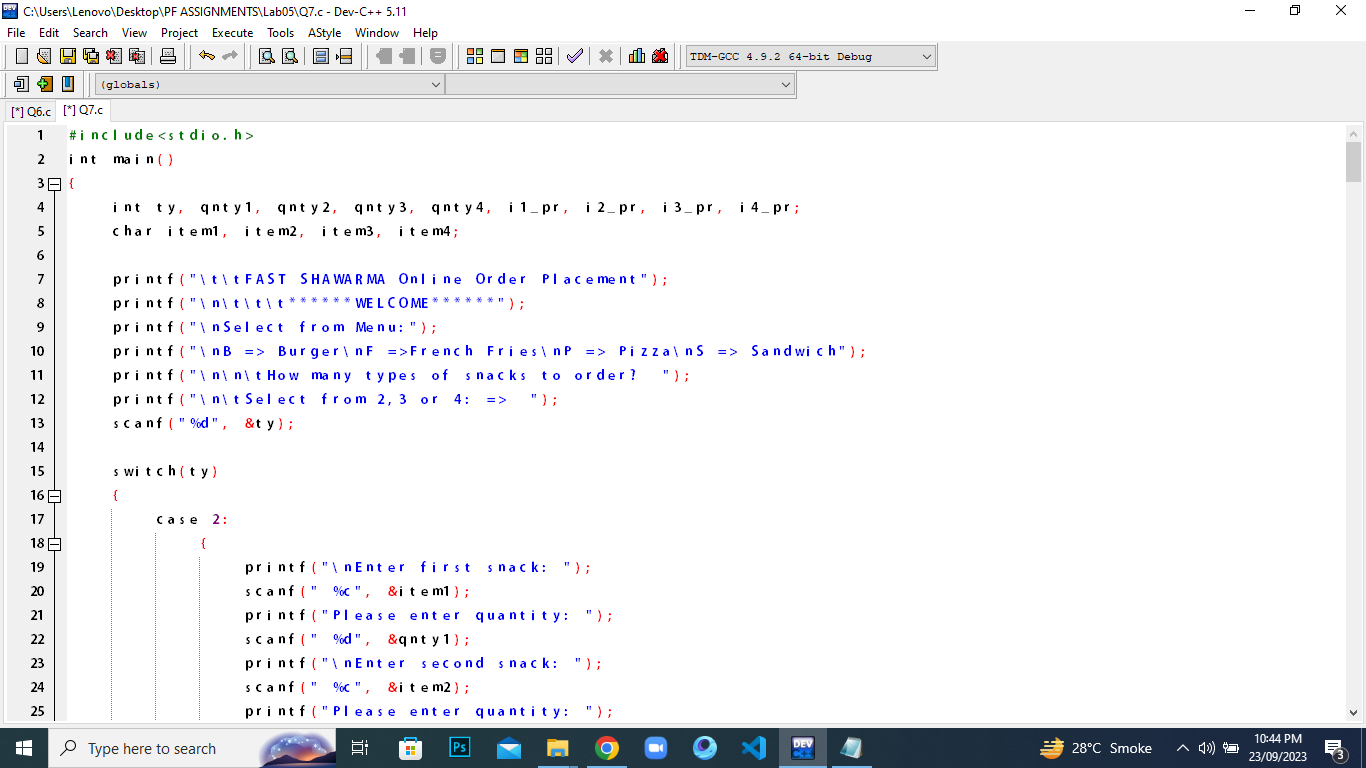 C:\Users\Lenovo\Desktop\PF ASSIGNMENTS\Lab05\Q7.c - Dev-C++ 5.11
File Edit Search View Project Execute Tools AStyle Window Help
TDM-GCC 4.9.2 64-bit Debug
(globals)
[*] Q6.c [*] Q7.c
1 #include<stdio.h>
2 int main()
3 {
4 int ty, qnty1, qnty2, qnty3, qnty4, i1_pr, i2_pr, i3_pr, i4_pr;
5 char item1, item2, item3, item4;
6
7 printf("\t\tFAST SHAWARMA Online Order Placement");
8 printf("\n\t\t\t******WELCOME******");
9 printf("\nSelect from Menu:");
10 printf("\nB => Burger\nF =>French Fries\nP => Pizza\nS => Sandwich");
11 printf("\n\n\tHow many types of snacks to order?  ");
12 printf("\n\tSelect from 2,3 or 4: =>  ");
13 scanf("%d", &ty);
14
15 switch(ty)
16 {
17 case 2:
18 {
19 printf("\nEnter first snack: ");
20 scanf(" %c", &item1);
21 printf("Please enter quantity: ");
22 scanf(" %d", &qnty1);
23 printf("\nEnter second snack: ");
24 scanf(" %c", &item2);
25 printf("Please enter quantity: ");
Type here to search
Ps
DEV
28°C Smoke
10:44 PM
23/09/2023
3